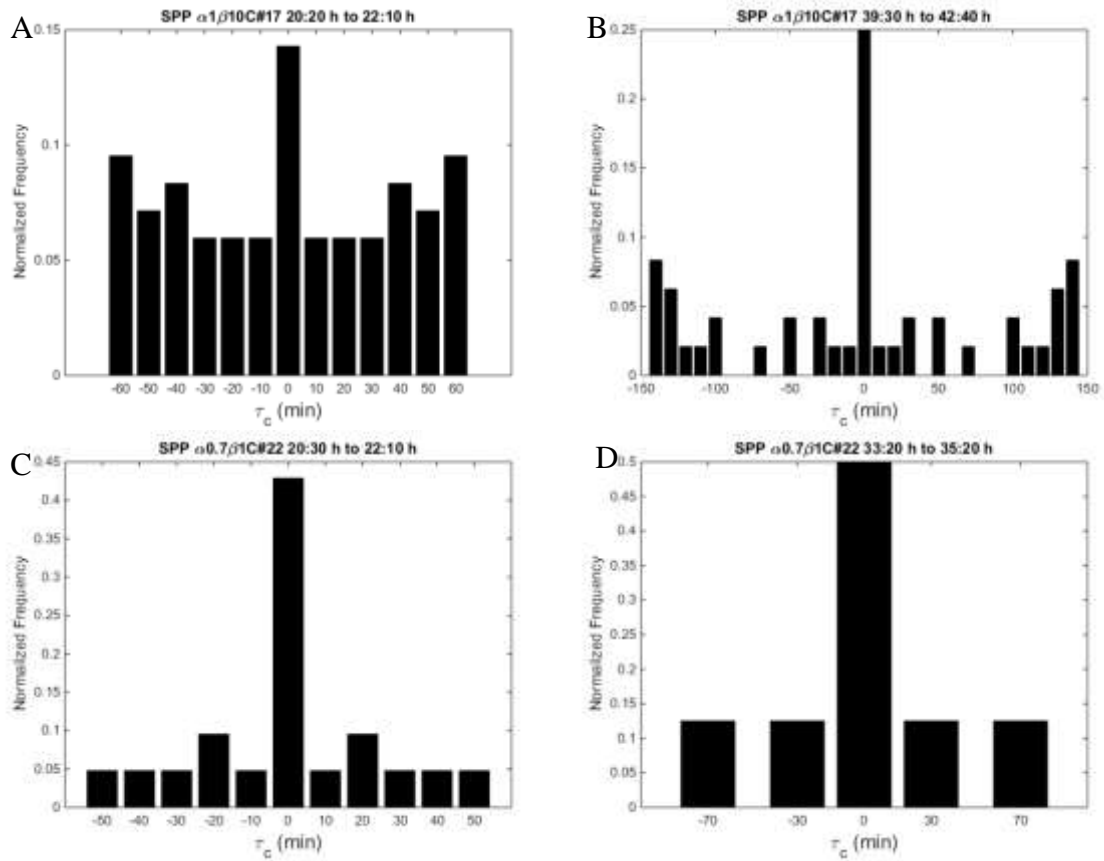 A
SPP α1β10C#17 20:20 h to 22:10 h
0.15
0.1
0.05
0
Normalized Frequency
-60 -50 -40 -30 -20 -10 0 10 20 30 40 50 60
τc (min)
B
SPP α1β10C#17 39:30 h to 42:40 h
0.25
0.2
0.15
0.1
0.05
0
Normalized Frequency
-150 -100 -50 0 50 100 150
τc (min)
C
SPP α0.7β1C#22 20:30 h to 22:10 h
0.45
0.4
0.35
0.3
0.25
0.2
0.15
0.1
0.05
0
Normalized Frequency
-50 -40 -30 -20 -10 0 10 20 30 40 50
τc (min)
D
SPP α0.7β1C#22 33:20 h to 35:20 h
0.5
0.45
0.4
0.35
0.3
0.25
0.2
0.15
0.1
0.05
0
Normalized Frequency
-70 -30 0 30 70
τc (min)